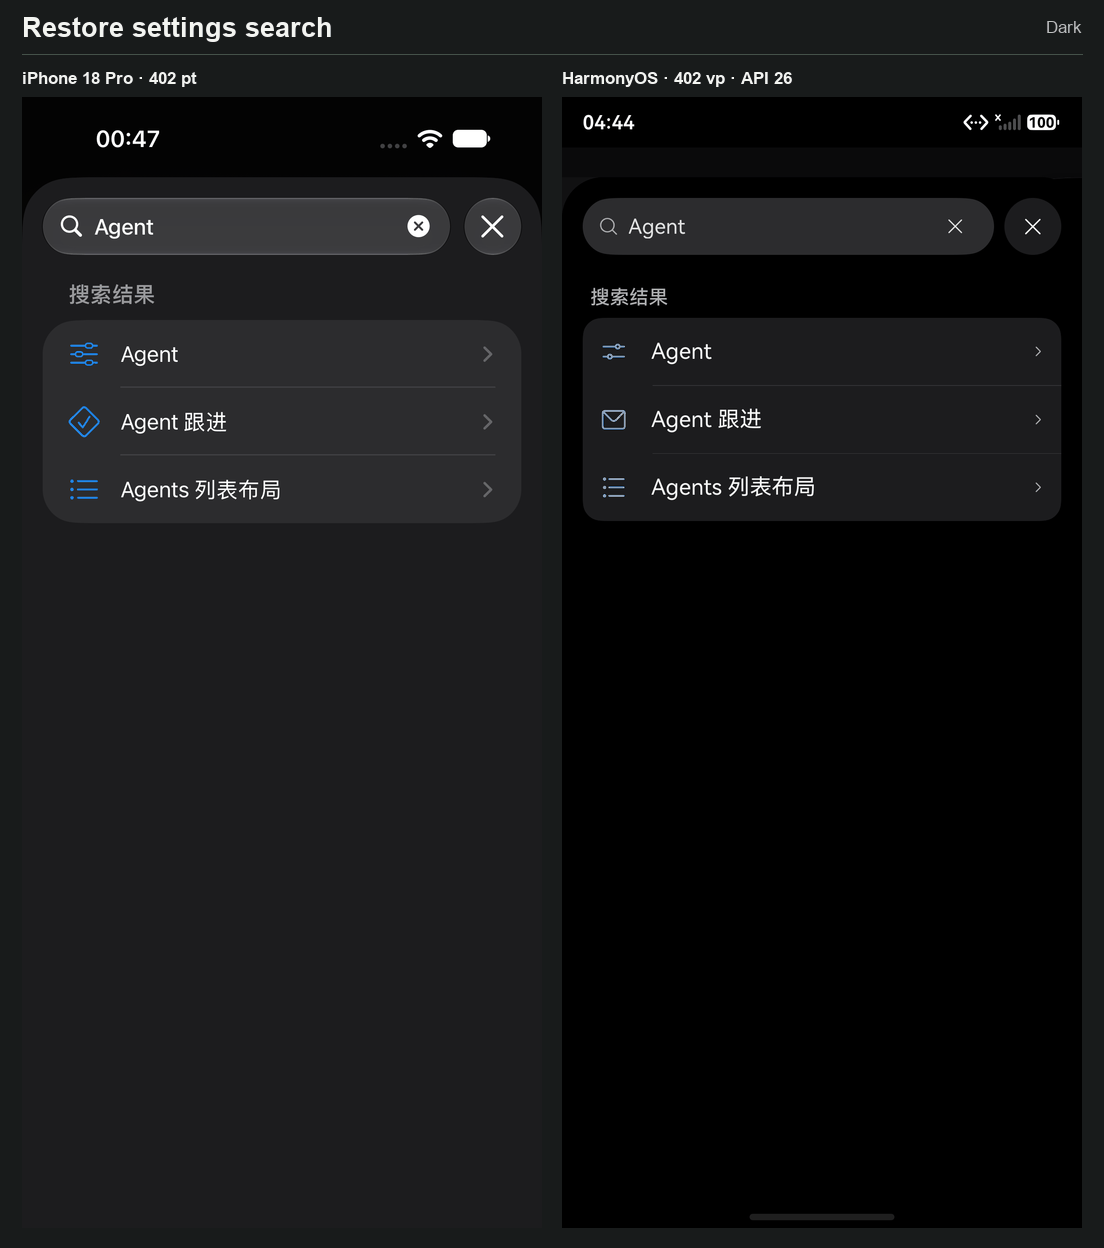 Restore settings search
Dark
iPhone 18 Pro · 402 pt
00:47
Agent
搜索结果
Agent
Agent 跟进
Agents 列表布局
HarmonyOS · 402 vp · API 26
04:44
100
Agent
搜索结果
Agent
Agent 跟进
Agents 列表布局